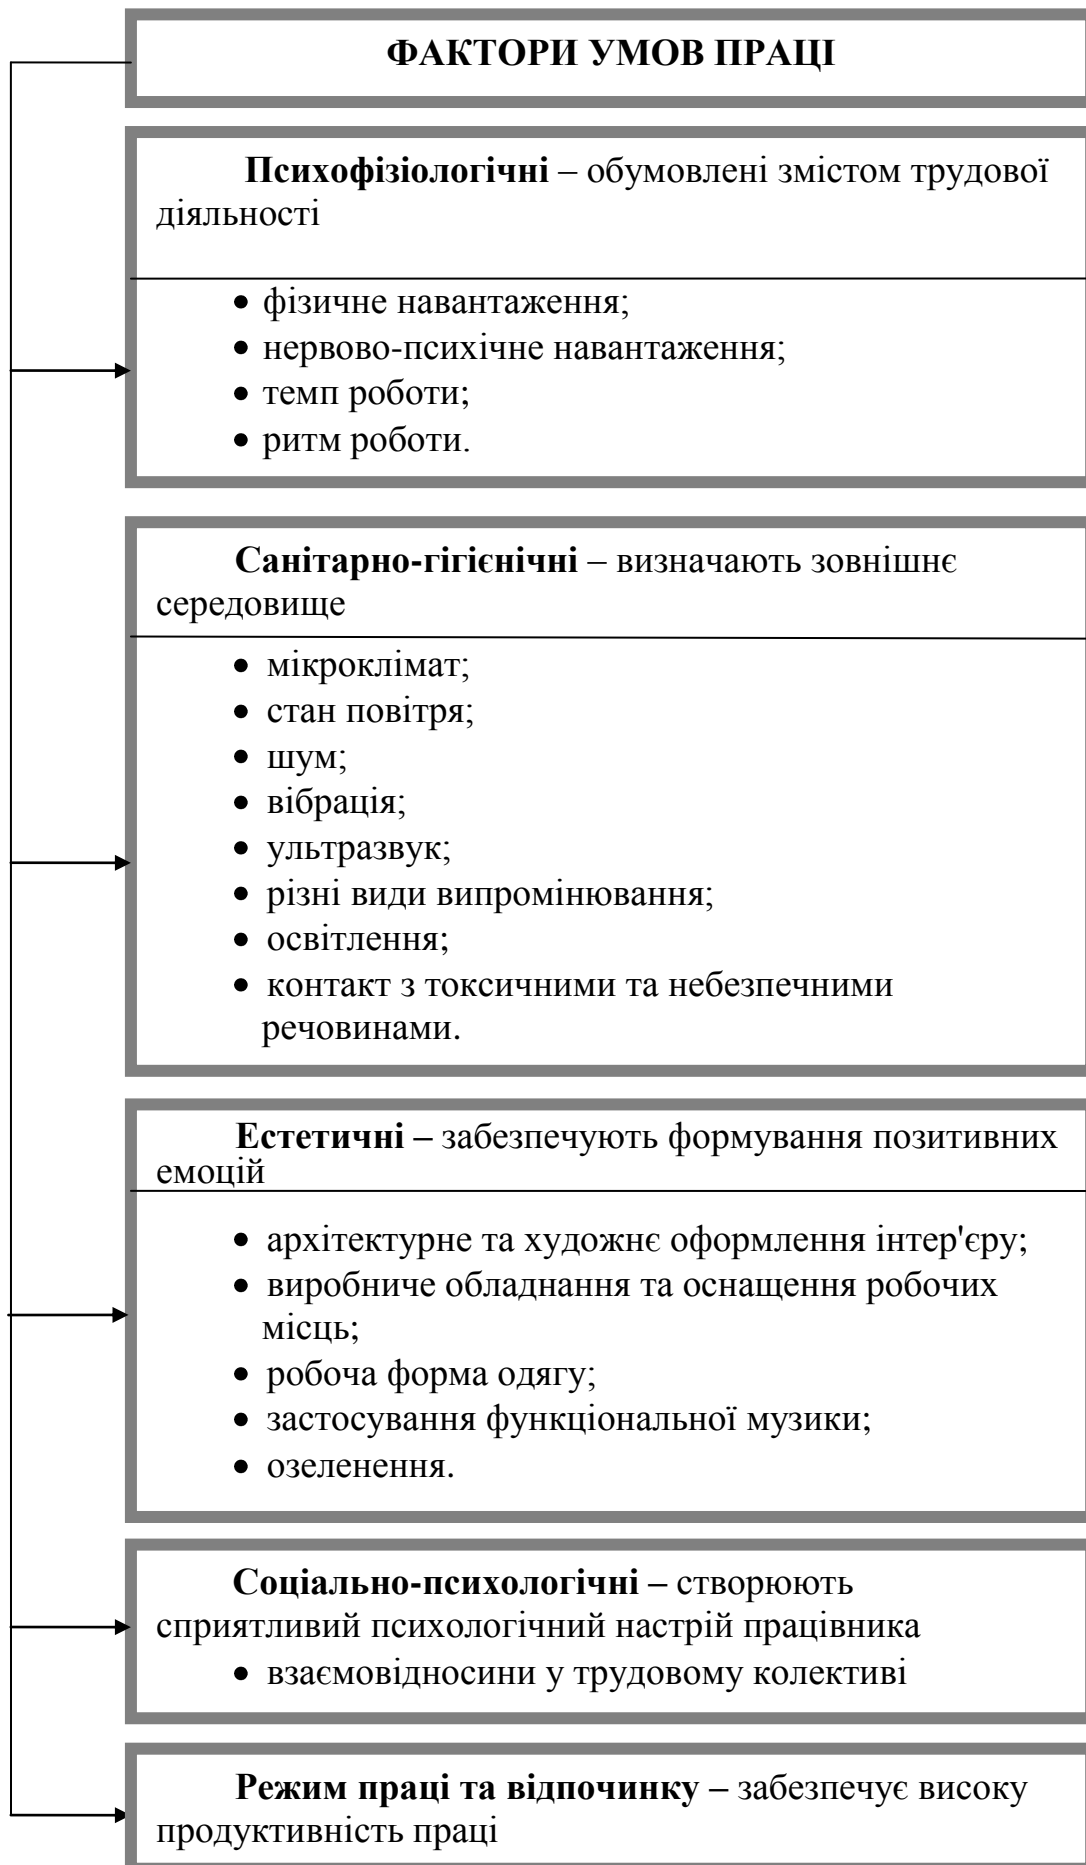 ФАКТОРИ УМОВ ПРАЦІ
Психофізіологічні – обумовлені змістом трудової
діяльності
• фізичне навантаження;
• нервово-психічне навантаження;
• темп роботи;
• ритм роботи.
Санітарно-гігієнічні – визначають зовнішнє
середовище
• мікроклімат;
• стан повітря;
• шум;
• вібрація;
• ультразвук;
• різні види випромінювання;
• освітлення;
• контакт з токсичними та небезпечними
речовинами.
Естетичні – забезпечують формування позитивних
емоцій
• архітектурне та художнє оформлення інтер'єру;
• виробниче обладнання та оснащення робочих
місць;
• робоча форма одягу;
• застосування функціональної музики;
• озеленення.
Соціально-психологічні – створюють
сприятливий психологічний настрій працівника
• взаємовідносини у трудовому колективі
Режим праці та відпочинку – забезпечує високу
продуктивність праці